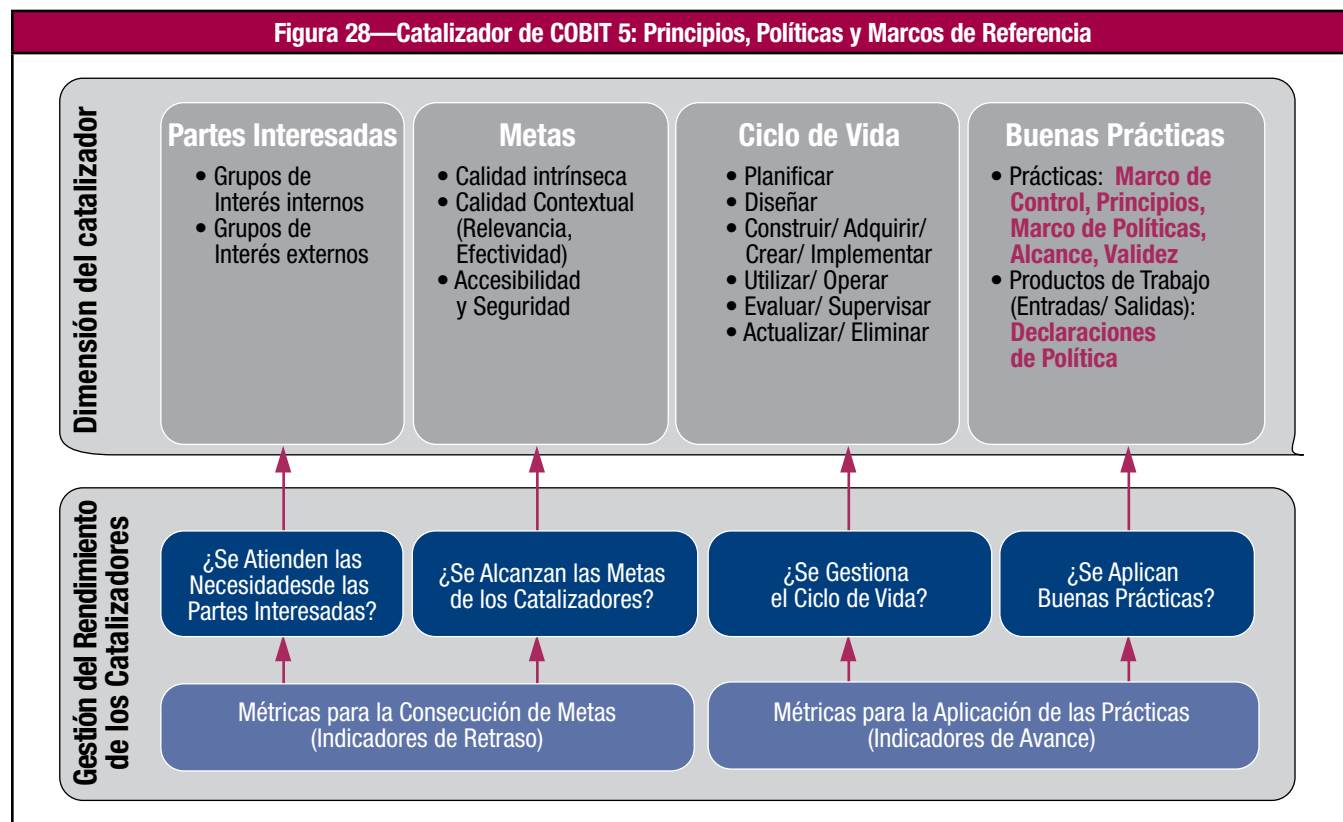 Figura 28—Catalizador de COBIT 5: Principios, Políticas y Marcos de Referencia
Dimensión del catalizador
Partes Interesadas
• Grupos de
Interés internos
• Grupos de
Interés externos
Metas
• Calidad intrínseca
• Calidad Contextual
(Relevancia,
Efectividad)
• Accesibilidad
y Seguridad
Ciclo de Vida
• Planificar
• Diseñar
• Construir/ Adquirir/
Crear/ Implementar
• Utilizar/ Operar
• Evaluar/ Supervisar
• Actualizar/ Eliminar
Buenas Prácticas
• Prácticas: Marco de
Control, Principios,
Marco de Políticas,
Alcance, Validez
• Productos de Trabajo
(Entradas/ Salidas):
Declaraciones
de Política
Gestión del Rendimiento
de los Catalizadores
¿Se Atienden las
Necesidadesde las
Partes Interesadas?
¿Se Alcanzan las Metas
de los Catalizadores?
¿Se Gestiona
el Ciclo de Vida?
¿Se Aplican
Buenas Prácticas?
Métricas para la Consecución de Metas
(Indicadores de Retraso)
Métricas para la Aplicación de las Prácticas
(Indicadores de Avance)